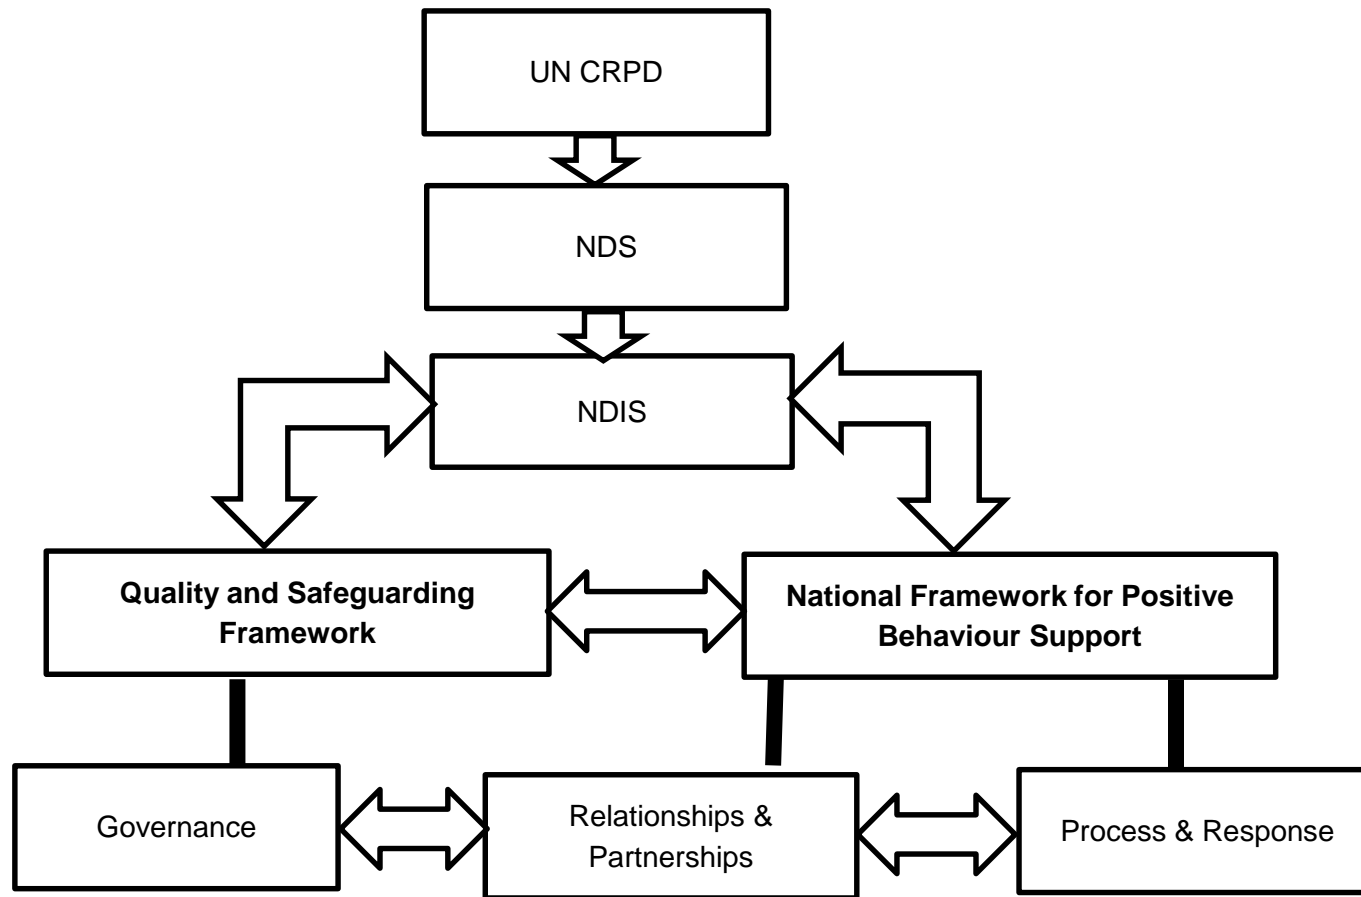 UN CRPD
NDS
NDIS
Quality and Safeguarding
Framework
National Framework for Positive
Behaviour Support
Governance
Relationships &
Partnerships
Process & Response